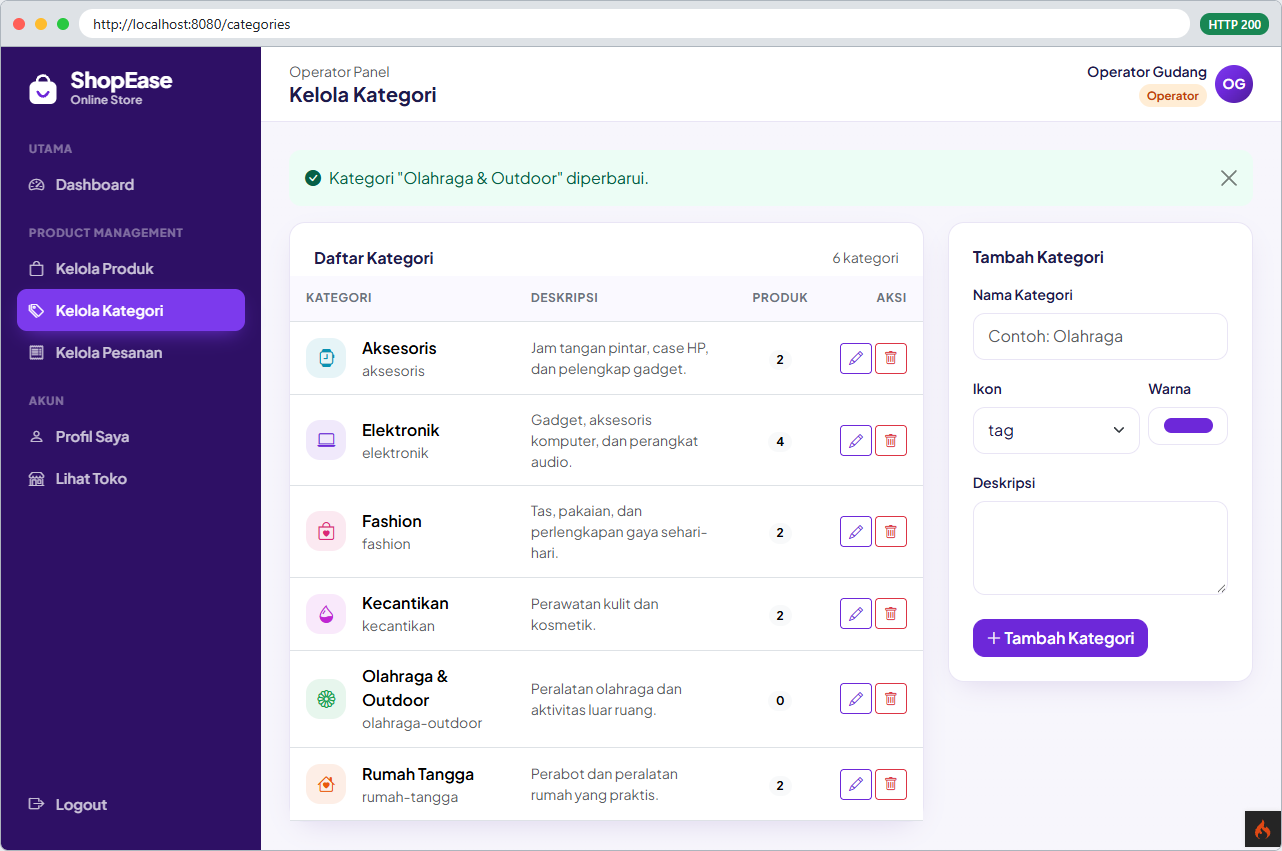 http://localhost:8080/categories
HTTP 200
ShopEase
Online Store
UTAMA
Dashboard
PRODUCT MANAGEMENT
Kelola Produk
Kelola Kategori
Kelola Pesanan
AKUN
Profil Saya
Lihat Toko
Logout
Operator Panel
Kelola Kategori
Operator Gudang
Operator
OG
Kategori "Olahraga & Outdoor" diperbarui.
Daftar Kategori
6 kategori
KATEGORI DESKRIPSI PRODUK AKSI
Aksesoris
aksesoris
Jam tangan pintar, case HP,
dan pelengkap gadget.
2
Elektronik
elektronik
Gadget, aksesoris
komputer, dan perangkat
audio.
4
Fashion
fashion
Tas, pakaian, dan
perlengkapan gaya sehari-
hari.
2
Kecantikan
kecantikan
Perawatan kulit dan
kosmetik.
2
Olahraga &
Outdoor
olahraga-outdoor
Peralatan olahraga dan
aktivitas luar ruang.
0
Rumah Tangga
rumah-tangga
Perabot dan peralatan
rumah yang praktis.
2
Tambah Kategori
Nama Kategori
Contoh: Olahraga
Ikon
Warna
tag
Deskripsi
+ Tambah Kategori